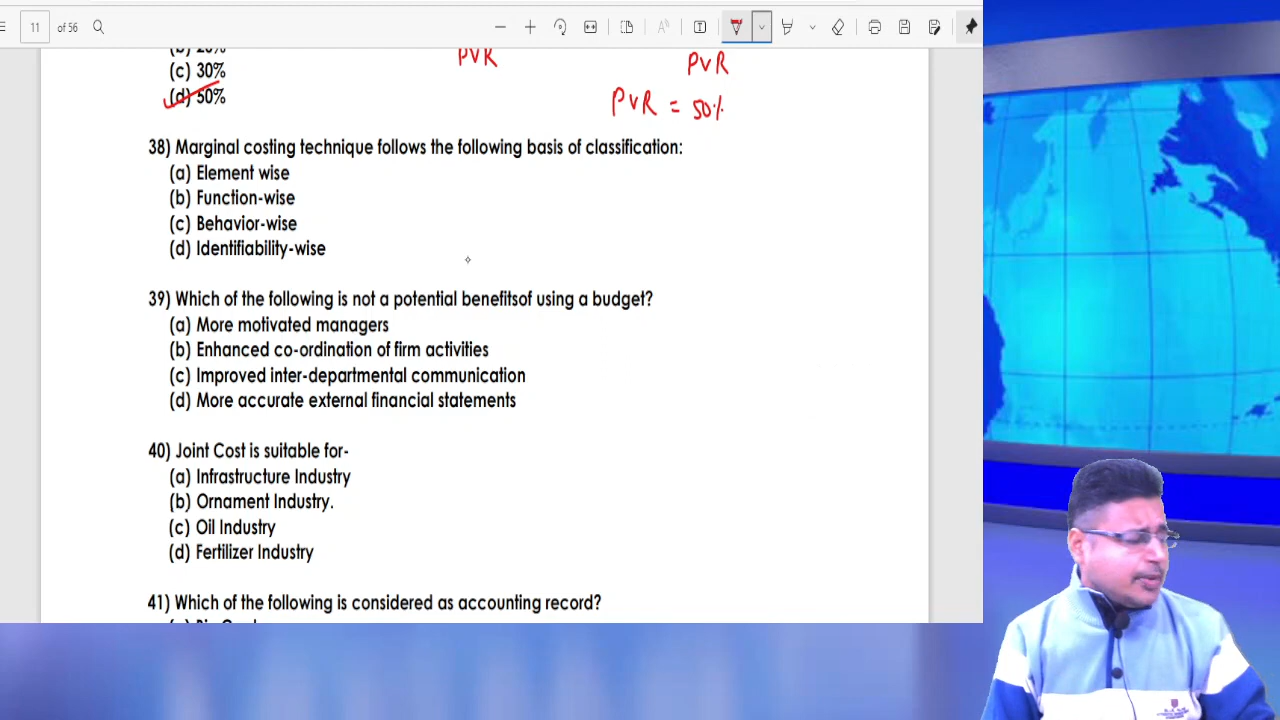 11 of 56
(b) 20%
PVR PVR
(c) 30%
PVR = 50%
(d) 50%
38) Marginal costing technique follows the following basis of classification:
(a) Element wise
(b) Function-wise
(c) Behavior-wise
(d) Identifiability-wise
39) Which of the following is not a potential benefitsof using a budget?
(a) More motivated managers
(b) Enhanced co-ordination of firm activities
(c) Improved inter-departmental communication
(d) More accurate external financial statements
40) Joint Cost is suitable for-
(a) Infrastructure Industry
(b) Ornament Industry.
(c) Oil Industry
(d) Fertilizer Industry
41) Which of the following is considered as accounting record?